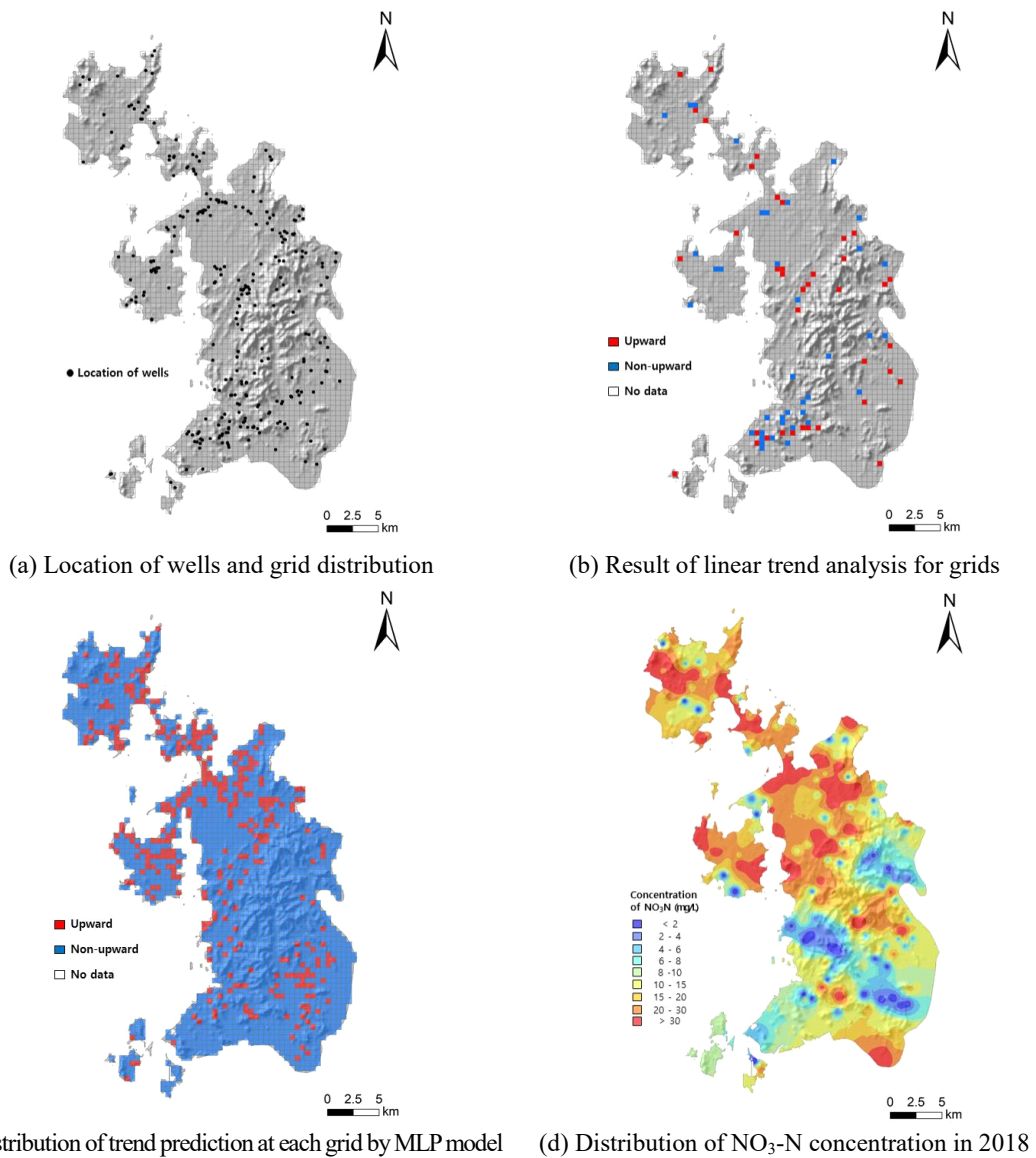 N
Location of wells
0 2.5 5
km
(a) Location of wells and grid distribution
N
Upward
Non-upward
No data
0 2.5 5
km
(b) Result of linear trend analysis for grids
N
Upward
Non-upward
No data
0 2.5 5
km
stribution of trend prediction at each grid by MLP model
N
Concentration
of NO₃N (mg/L)
< 2
2 - 4
4 - 6
6 - 8
8 -10
10 - 15
15 - 20
20 - 30
> 30
0 2.5 5
km
(d) Distribution of NO₃-N concentration in 2018